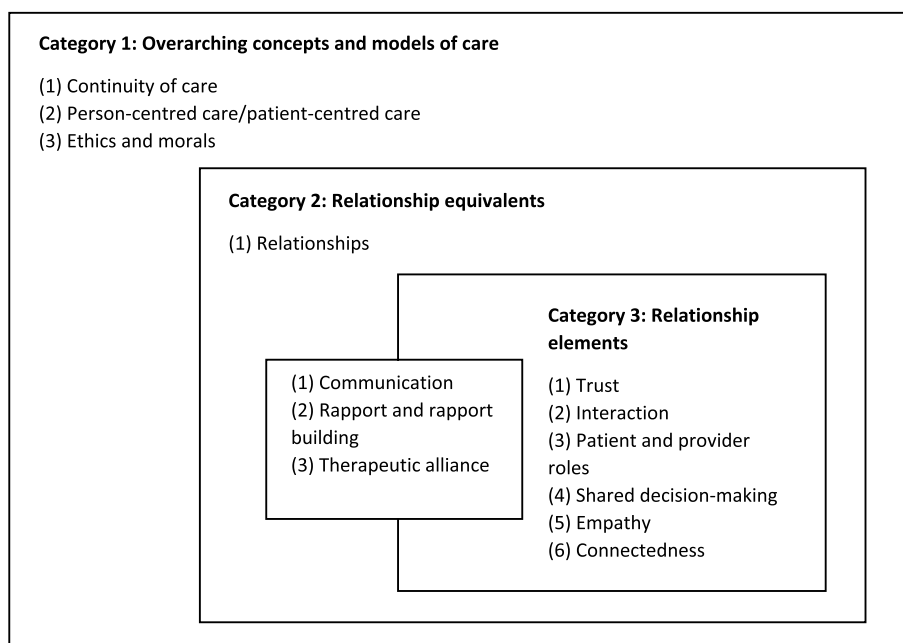 Category 1: Overarching concepts and models of care
(1) Continuity of care
(2) Person-centred care/patient-centred care
(3) Ethics and morals
Category 2: Relationship equivalents
(1) Relationships
(1) Communication
(2) Rapport and rapport
building
(3) Therapeutic alliance
Category 3: Relationship
elements
(1) Trust
(2) Interaction
(3) Patient and provider
roles
(4) Shared decision-making
(5) Empathy
(6) Connectedness